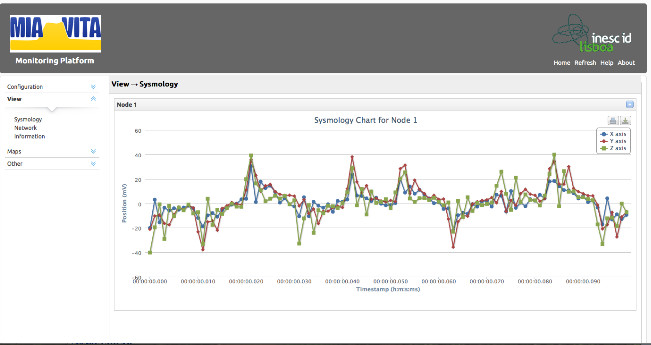 MIA VITA
Monitoring Platform
inesc id
lisboa
Home Refresh Help About
Configuration
View
Sysmology
Network
Information
Maps
Other
View → Sysmology
Node 1
Sysmology Chart for Node 1
X axis
Y axis
Z axis
60
40
20
0
-20
-40
-60
Position (mV)
00:00:00.000 00:00:00.010 00:00:00.020 00:00:00.030 00:00:00.040 00:00:00.050 00:00:00.060 00:00:00.070 00:00:00.080 00:00:00.090
Timestamp (h:m:s:ms)